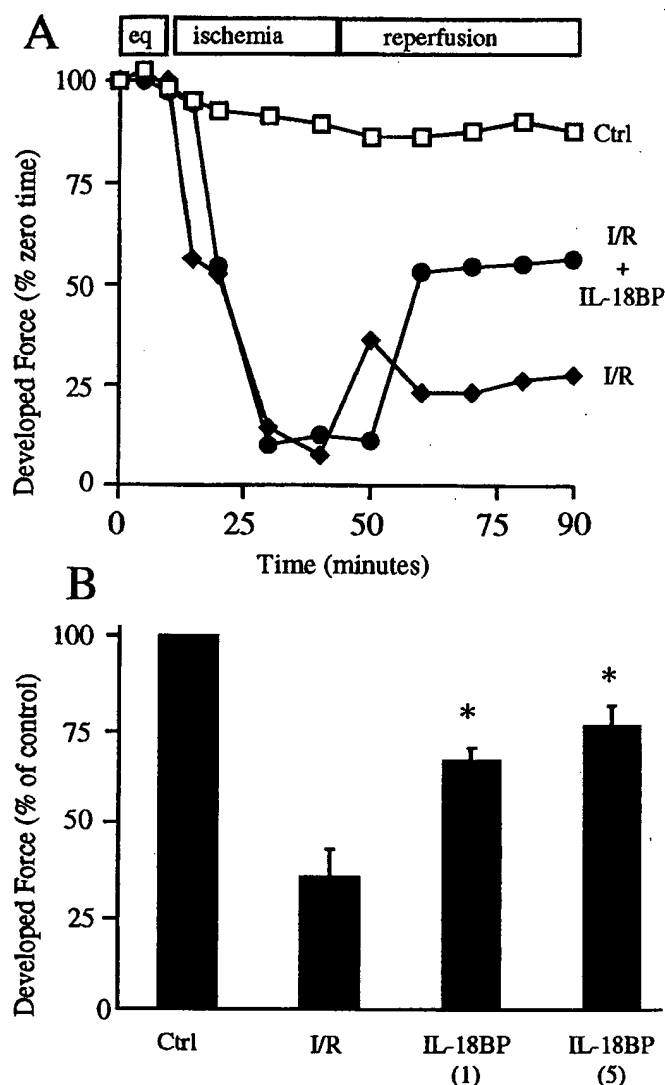 A
eq ischemia reperfusion
Developed Force (% zero time)
100
75
50
25
0
Ctrl
I/R
+
IL-18BP
I/R
0 25 50 75 90
Time (minutes)
B
Developed Force (% of control)
100
75
50
25
0
*
*
Ctrl I/R IL-18BP IL-18BP
(1) (5)